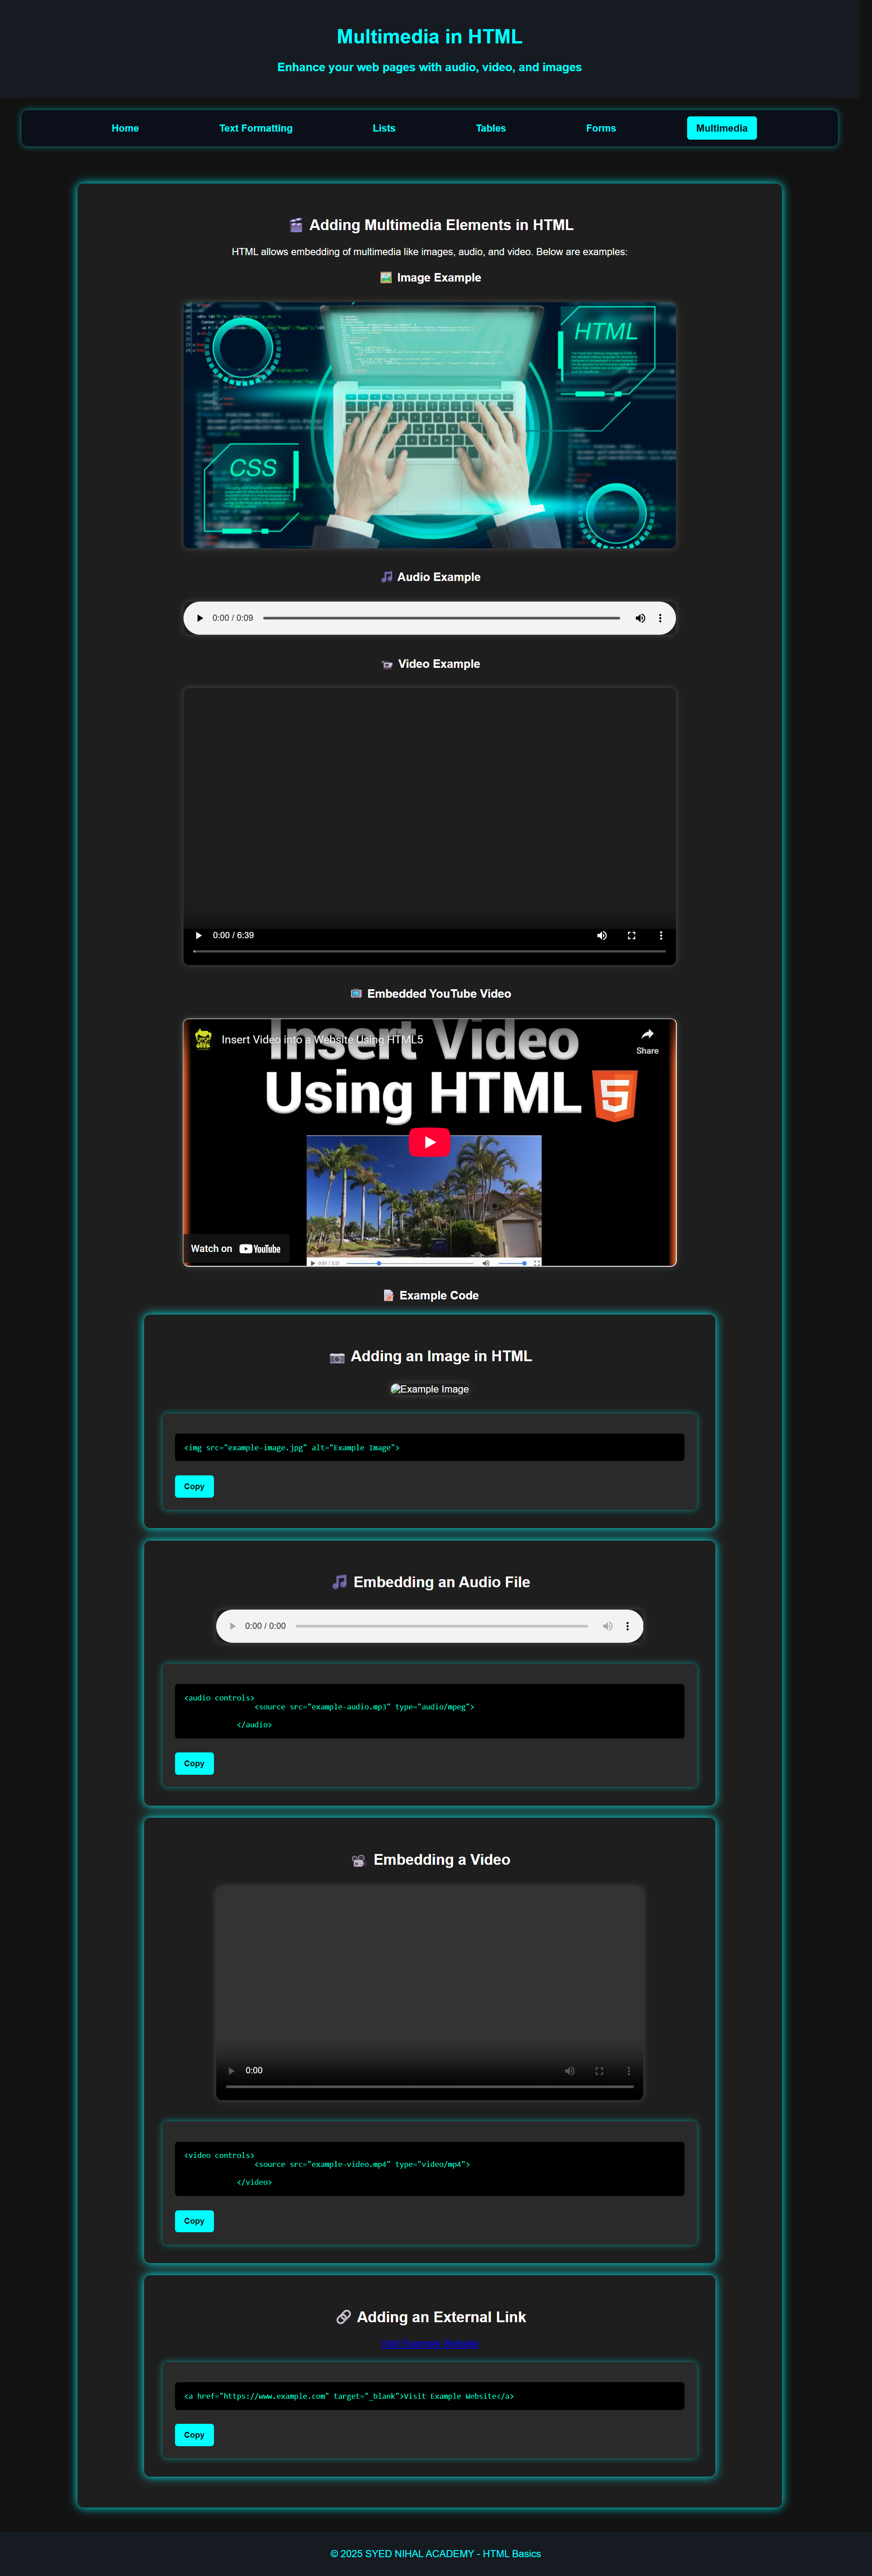 Multimedia in HTML
Enhance your web pages with audio, video, and images
Home Text Formatting Lists Tables Forms Multimedia
Adding Multimedia Elements in HTML
HTML allows embedding of multimedia like images, audio, and video. Below are examples:
Image Example
HTML
CSS
Audio Example
0:00 / 0:09
Video Example
0:00 / 6:39
Embedded YouTube Video
Insert Video into a Website Using HTML5
Share
Insert Video
Using HTML
5
Watch on YouTube
Example Code
Adding an Image in HTML
Example Image
<img src="example-image.jpg" alt="Example Image">
Copy
Embedding an Audio File
0:00 / 0:00
<audio controls>
<source src="example-audio.mp3" type="audio/mpeg">
</audio>
Copy
Embedding a Video
0:00
<video controls>
<source src="example-video.mp4" type="video/mp4">
</video>
Copy
Adding an External Link
Visit Example Website
<a href="https://www.example.com" target="_blank">Visit Example Website</a>
Copy
© 2025 SYED NIHAL ACADEMY - HTML Basics